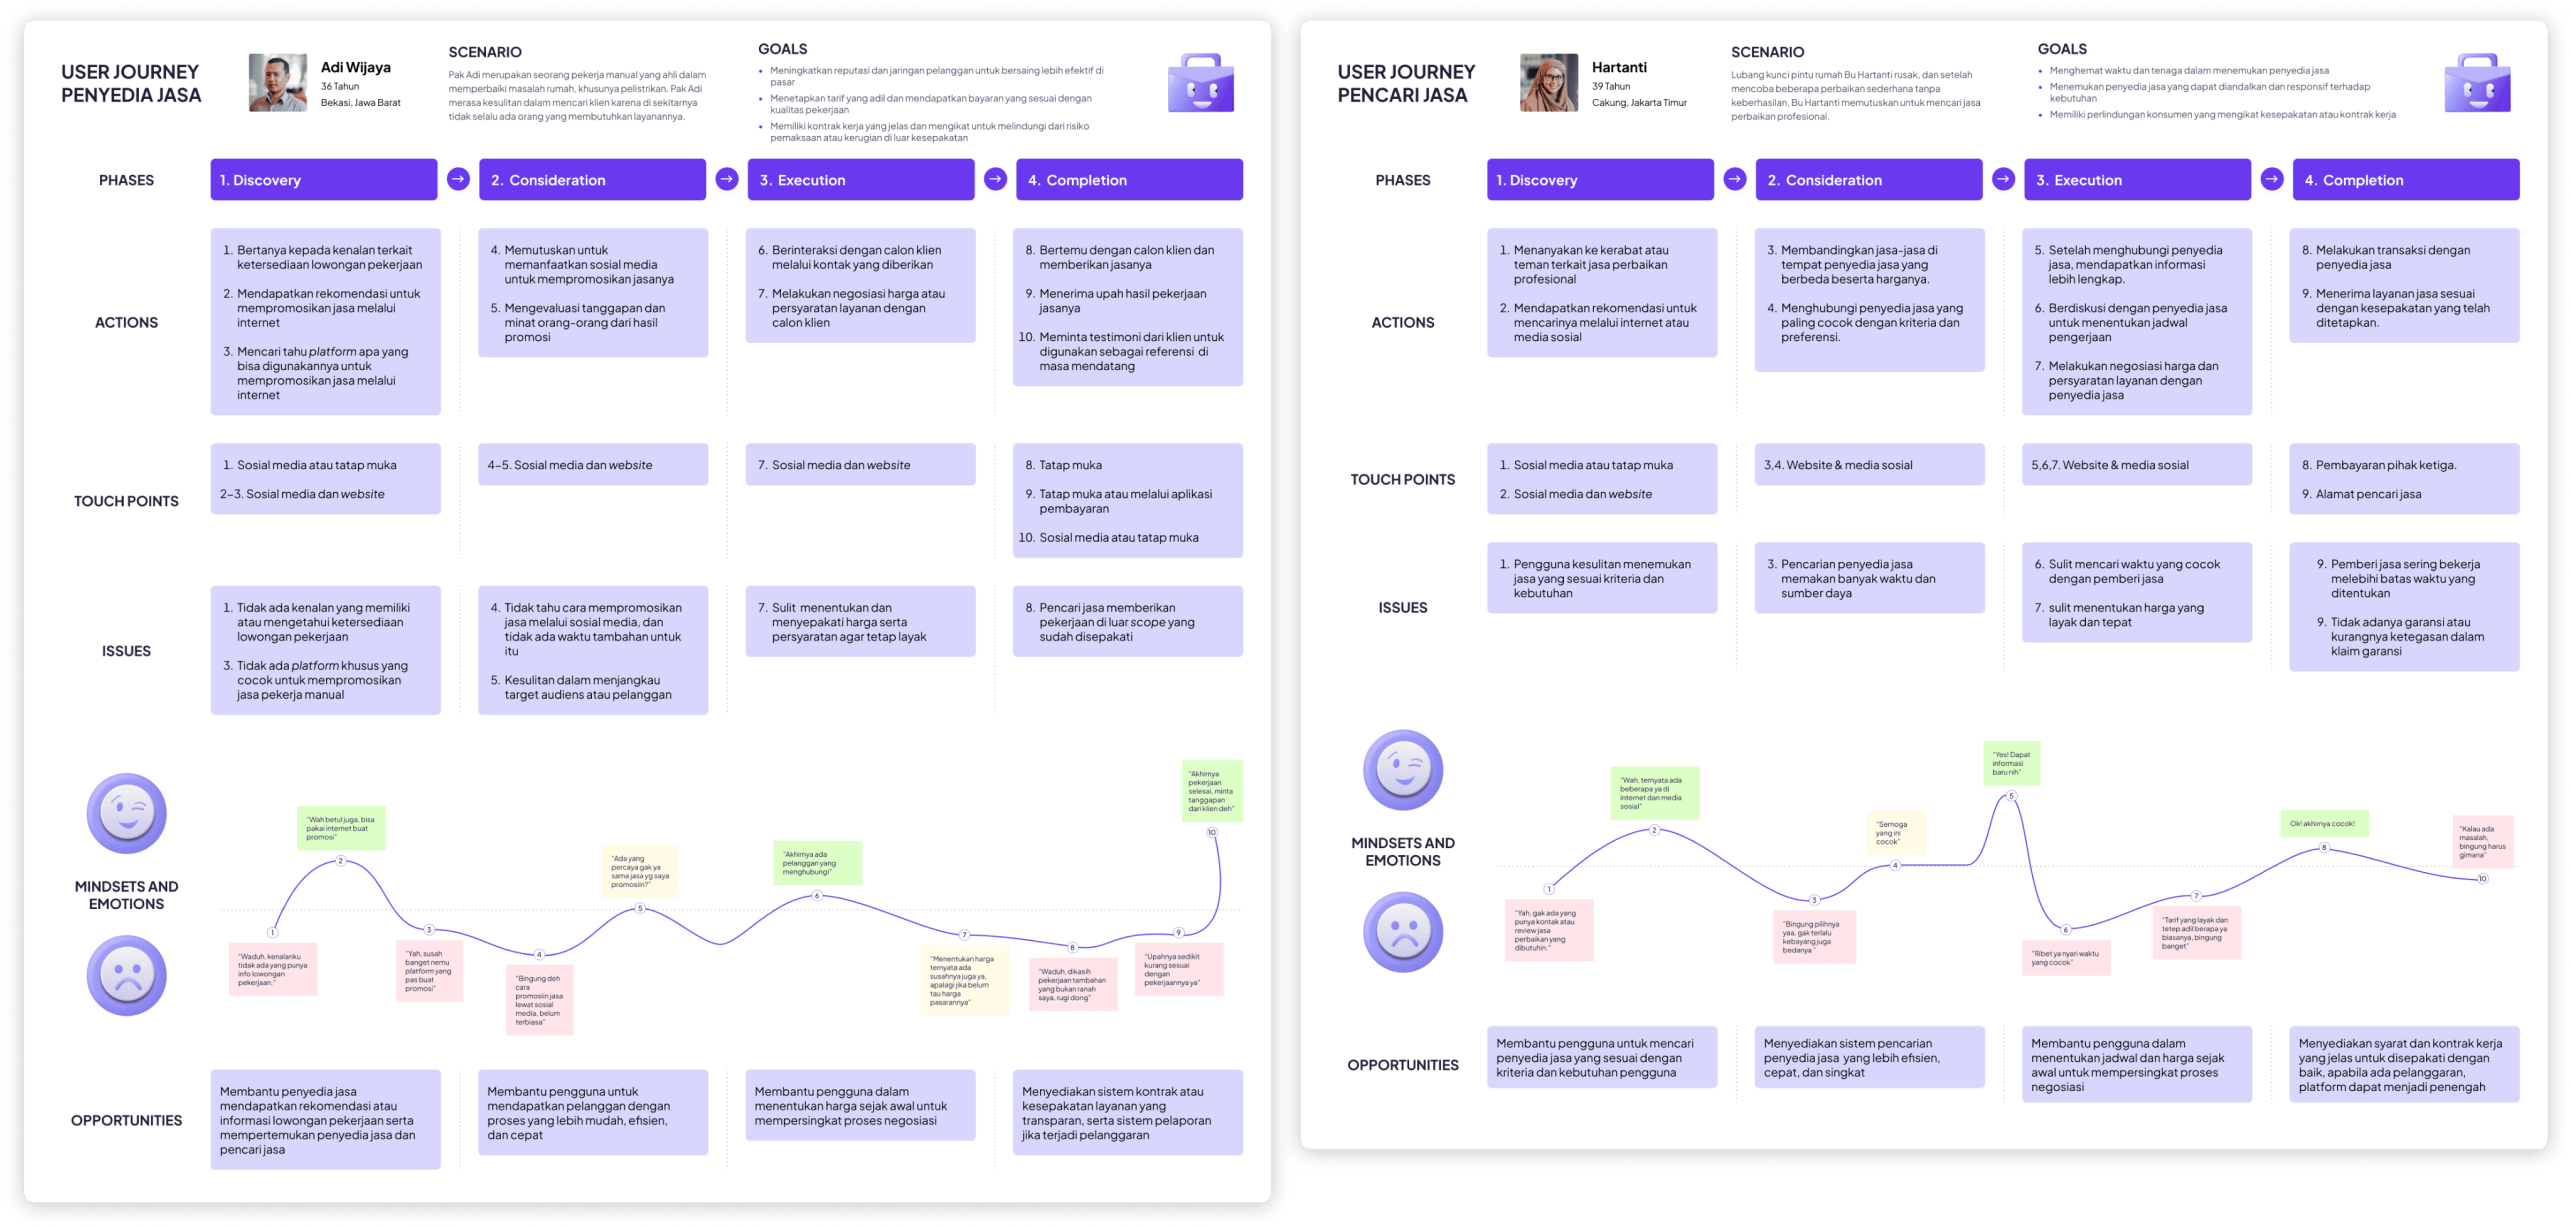 USER JOURNEY
PENYEDIA JASA
Adi Wijaya
36 Tahun
Bekasi, Jawa Barat
SCENARIO
Pak Adi merupakan seorang pekerja manual yang ahli dalam
memperbaiki masalah rumah, khusunya pelistrikan. Pak Adi
merasa kesulitan dalam mencari klien karena di sekitarnya
tidak selalu ada orang yang membutuhkan layanannya.
GOALS
• Meningkatkan reputasi dan jaringan pelanggan untuk bersaing lebih efektif di
pasar
• Menetapkan tarif yang adil dan mendapatkan bayaran yang sesuai dengan
kualitas pekerjaan
• Memiliki kontrak kerja yang jelas dan mengikat untuk melindungi dari risiko
pemaksaan atau kerugian di luar kesepakatan
PHASES
1. Discovery
2. Consideration
3. Execution
4. Completion
ACTIONS
1. Bertanya kepada kenalan terkait
ketersediaan lowongan pekerjaan
2. Mendapatkan rekomendasi untuk
mempromosikan jasa melalui
internet
3. Mencari tahu platform apa yang
bisa digunakannya untuk
mempromosikan jasa melalui
internet
4. Memutuskan untuk
memanfaatkan sosial media
untuk mempromosikan jasanya
5. Mengevaluasi tanggapan dan
minat orang-orang dari hasil
promosi
6. Berinteraksi dengan calon klien
melalui kontak yang diberikan
7. Melakukan negosiasi harga atau
persyaratan layanan dengan
calon klien
8. Bertemu dengan calon klien dan
memberikan jasanya
9. Menerima upah hasil pekerjaan
jasanya
10. Meminta testimoni dari klien untuk
digunakan sebagai referensi di
masa mendatang
TOUCH POINTS
1. Sosial media atau tatap muka
2-3. Sosial media dan website
4-5. Sosial media dan website
7. Sosial media dan website
8. Tatap muka
9. Tatap muka atau melalui aplikasi
pembayaran
10. Sosial media atau tatap muka
ISSUES
1. Tidak ada kenalan yang memiliki
atau mengetahui ketersediaan
lowongan pekerjaan
3. Tidak ada platform khusus yang
cocok untuk mempromosikan
jasa pekerja manual
4. Tidak tahu cara mempromosikan
jasa melalui sosial media, dan
tidak ada waktu tambahan untuk
itu
5. Kesulitan dalam menjangkau
target audiens atau pelanggan
7. Sulit menentukan dan
menyepakati harga serta
persyaratan agar tetap layak
8. Pencari jasa memberikan
pekerjaan di luar scope yang
sudah disepakati
MINDSETS AND
EMOTIONS
1
"Waduh, kenalanku
tidak ada yang punya
info lowongan
pekerjaan."
"Wah betul juga, bisa
pakai internet buat
promosi"
2
3
"Yah, susah
banget nemu
platform yang
pas buat
promosi"
4
"Bingung deh
cara
promosiin jasa
lewat sosial
media, belum
terbiasa"
"Ada yang
percaya gak ya
sama jasa yg saya
promosiin?"
5
"Akhirnya ada
pelanggan yang
menghubungi"
6
7
"Menentukan harga
ternyata ada
susahnya juga ya,
apalagi jika belum
tau harga
pasarannya"
8
"Waduh, dikasih
pekerjaan tambahan
yang bukan ranah
saya, rugi dong"
9
"Upahnya sedikit
kurang sesuai
dengan
pekerjaannya ya"
"Akhirnya
pekerjaan
selesai, minta
tanggapan
dari klien deh"
10
OPPORTUNITIES
Membantu penyedia jasa
mendapatkan rekomendasi atau
informasi lowongan pekerjaan serta
mempertemukan penyedia jasa dan
pencari jasa
Membantu pengguna untuk
mendapatkan pelanggan dengan
proses yang lebih mudah, efisien,
dan cepat
Membantu pengguna dalam
menentukan harga sejak awal untuk
mempersingkat proses negosiasi
Menyediakan sistem kontrak atau
kesepakatan layanan yang
transparan, serta sistem pelaporan
jika terjadi pelanggaran
USER JOURNEY
PENCARI JASA
Hartanti
39 Tahun
Cakung, Jakarta Timur
SCENARIO
Lubang kunci pintu rumah Bu Hartanti rusak, dan setelah
mencoba beberapa perbaikan sederhana tanpa
keberhasilan, Bu Hartanti memutuskan untuk mencari jasa
perbaikan profesional.
GOALS
• Menghemat waktu dan tenaga dalam menemukan penyedia jasa
• Menemukan penyedia jasa yang dapat diandalkan dan responsif terhadap
kebutuhan
• Memiliki perlindungan konsumen yang mengikat kesepakatan atau kontrak kerja
PHASES
1. Discovery
2. Consideration
3. Execution
4. Completion
ACTIONS
1. Menanyakan ke kerabat atau
teman terkait jasa perbaikan
profesional
2. Mendapatkan rekomendasi untuk
mencarinya melalui internet atau
media sosial
3. Membandingkan jasa-jasa di
tempat penyedia jasa yang
berbeda beserta harganya.
4. Menghubungi penyedia jasa yang
paling cocok dengan kriteria dan
preferensi.
5. Setelah menghubungi penyedia
jasa, mendapatkan informasi
lebih lengkap.
6. Berdiskusi dengan penyedia jasa
untuk menentukan jadwal
pengerjaan
7. Melakukan negosiasi harga dan
persyaratan layanan dengan
penyedia jasa
8. Melakukan transaksi dengan
penyedia jasa
9. Menerima layanan jasa sesuai
dengan kesepakatan yang telah
ditetapkan.
TOUCH POINTS
1. Sosial media atau tatap muka
2. Sosial media dan website
3,4. Website & media sosial
5,6,7. Website & media sosial
8. Pembayaran pihak ketiga.
9. Alamat pencari jasa
ISSUES
1. Pengguna kesulitan menemukan
jasa yang sesuai kriteria dan
kebutuhan
3. Pencarian penyedia jasa
memakan banyak waktu dan
sumber daya
6. Sulit mencari waktu yang cocok
dengan pemberi jasa
7. sulit menentukan harga yang
layak dan tepat
9. Pemberi jasa sering bekerja
melebihi batas waktu yang
ditentukan
9. Tidak adanya garansi atau
kurangnya ketegasan dalam
klaim garansi
MINDSETS AND
EMOTIONS
1
"Yah, gak ada yang
punya kontak atau
review jasa
perbaikan yang
dibutuhin."
"Wah, ternyata ada
beberapa ya di
internet dan media
sosial"
2
3
"Bingung pilihnya
yaa, gak terlalu
kebayang juga
bedanya "
"Semoga
yang ini
cocok"
4
"Yes! Dapat
informasi
baru nih"
5
6
"Ribet ya nyari waktu
yang cocok"
7
"Tarif yang layak dan
tetep adil berapa ya
biasanya, bingung
banget"
Ok! akhirnya cocok!
8
"Kalau ada
masalah,
bingung harus
gimana"
10
OPPORTUNITIES
Membantu pengguna untuk mencari
penyedia jasa yang sesuai dengan
kriteria dan kebutuhan pengguna
Menyediakan sistem pencarian
penyedia jasa yang lebih efisien,
cepat, dan singkat
Membantu pengguna dalam
menentukan jadwal dan harga sejak
awal untuk mempersingkat proses
negosiasi
Menyediakan syarat dan kontrak kerja
yang jelas untuk disepakati dengan
baik, apabila ada pelanggaran,
platform dapat menjadi penengah